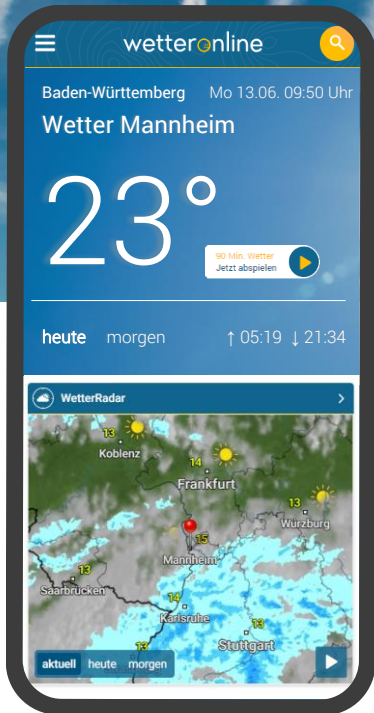 wetteronline
Baden-Württemberg Mo 13.06. 09:50 Uhr
Wetter Mannheim
23°
90 Min. Wetter
Jetzt abspielen
heute morgen ↑ 05:19 ↓ 21:34
WetterRadar
13
Koblenz
14
Frankfurt
13
Würzburg
15
Mannheim
13
Saarbrücken
14
Karlsruhe
13
Stuttgart
13
aktuell heute morgen